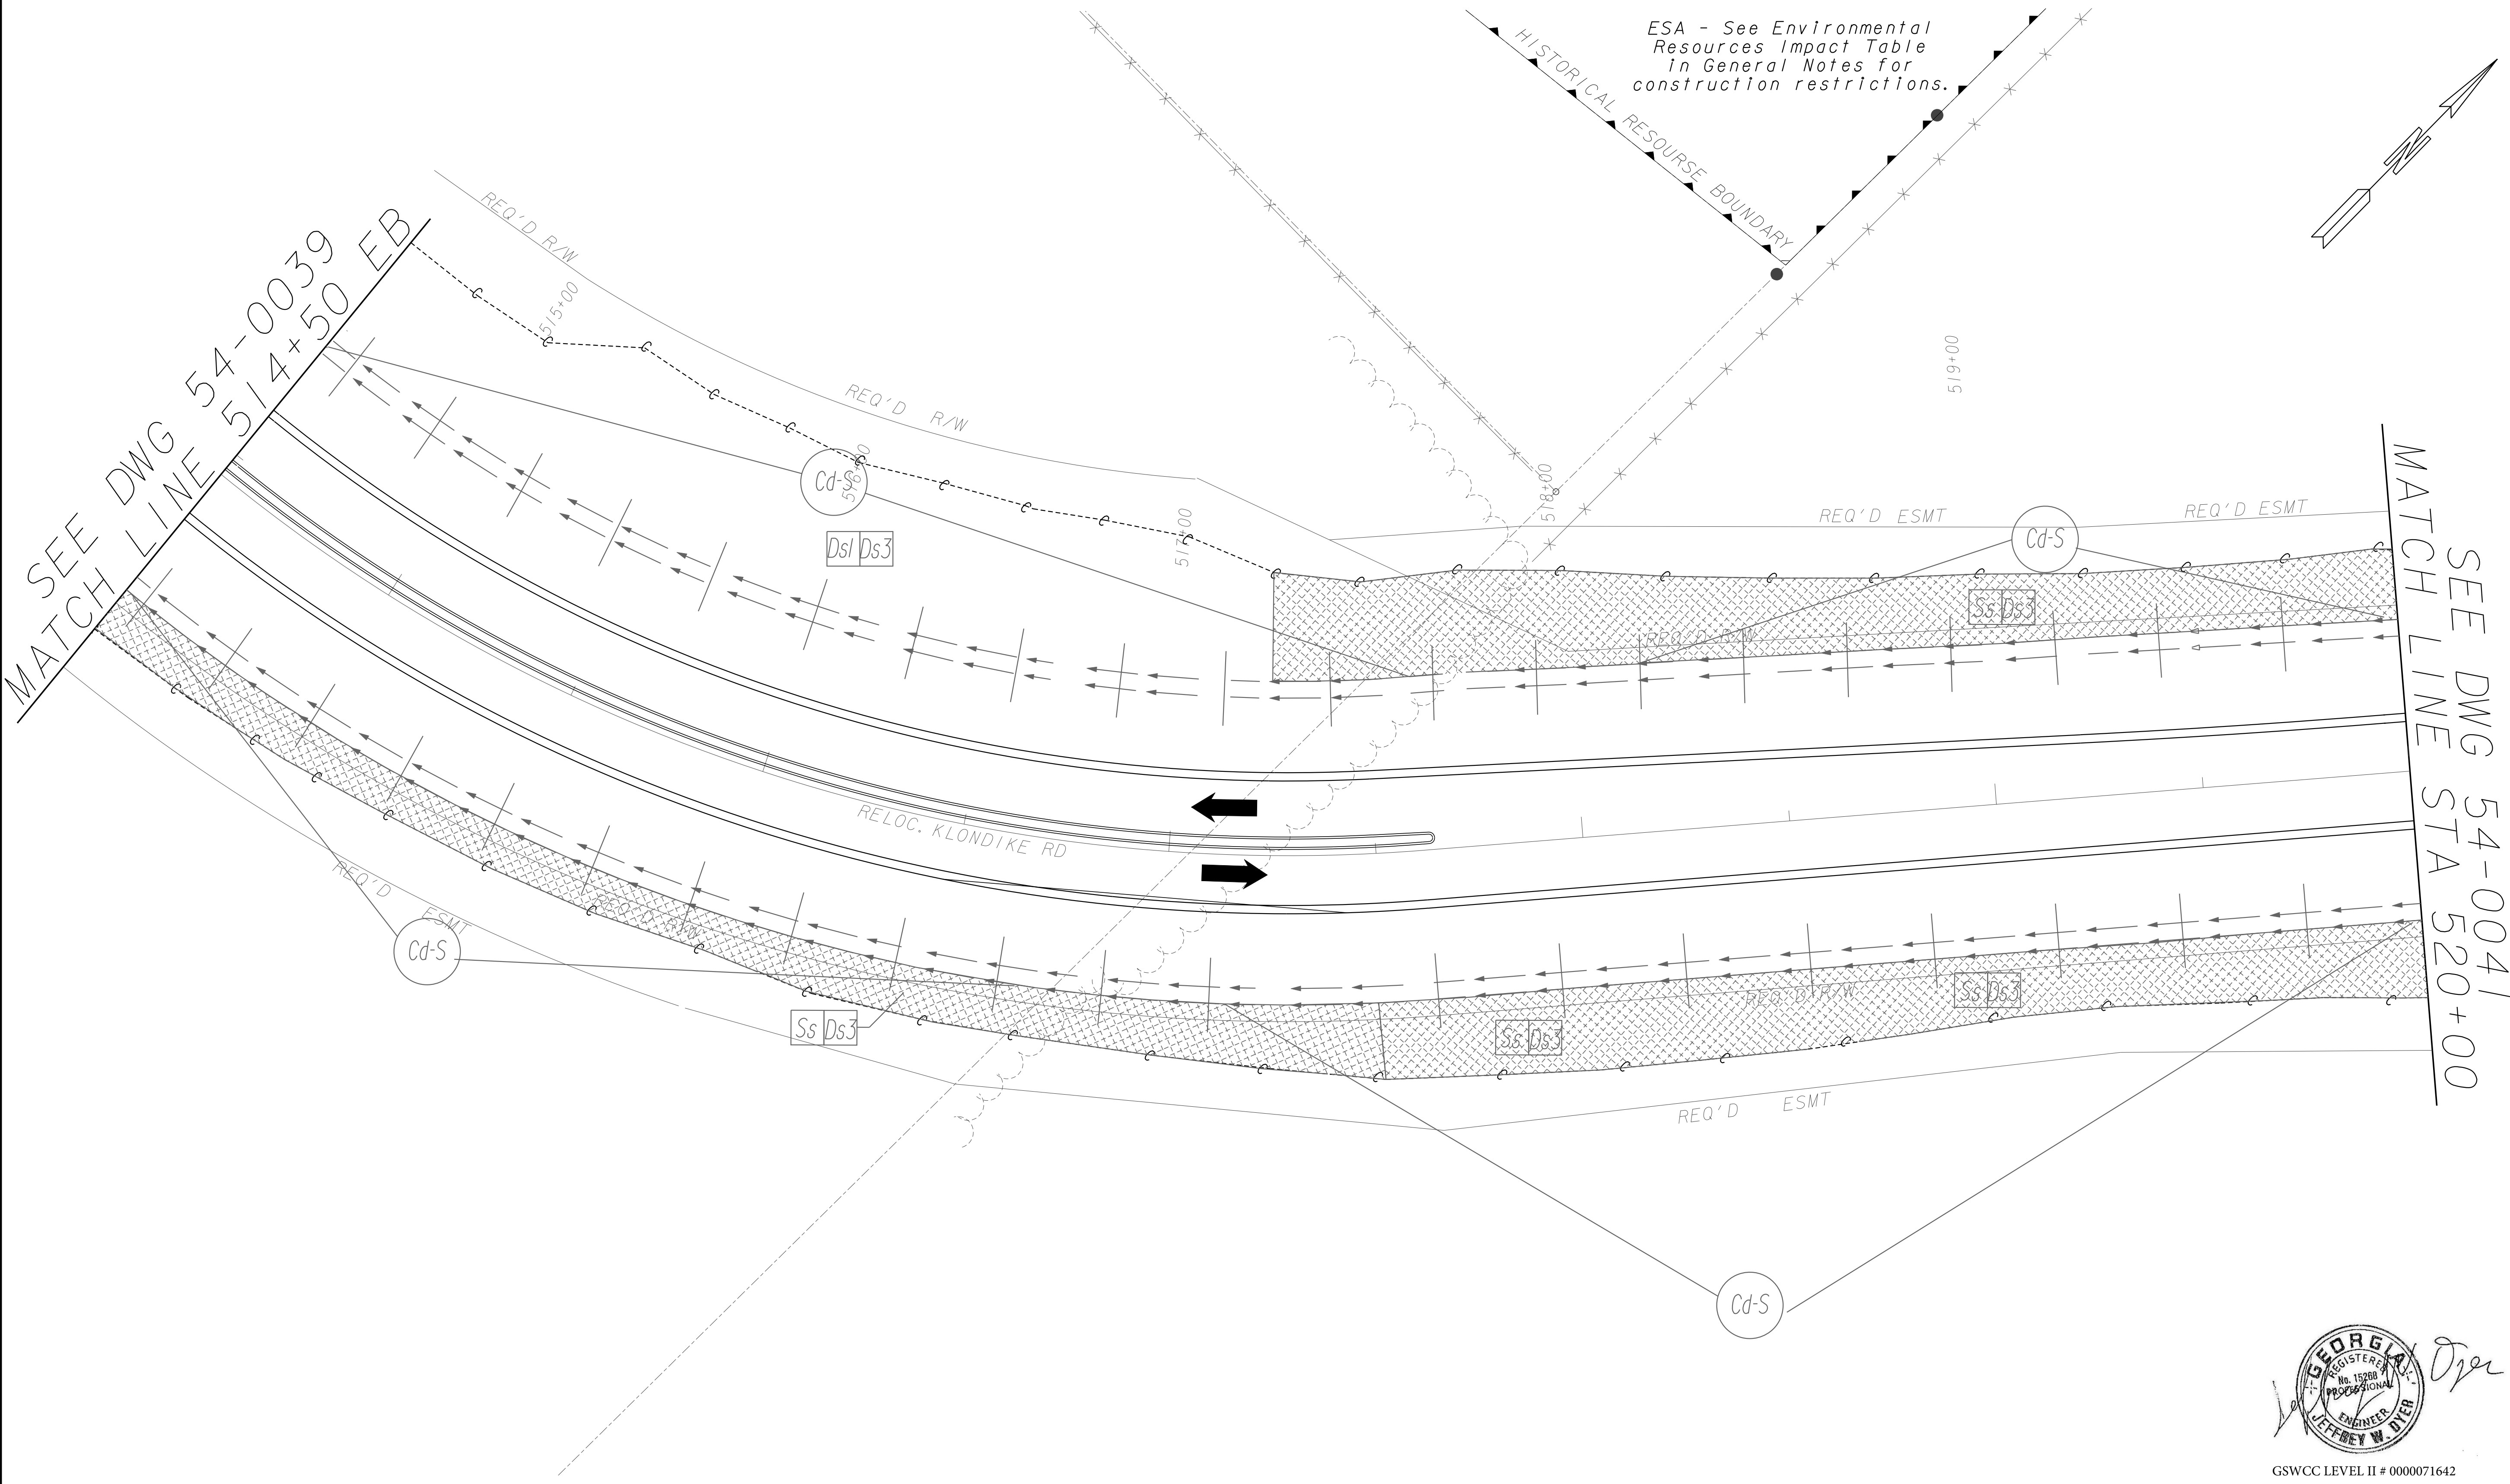 ESA - See Environmental
Resources Impact Table
in General Notes for
construction restrictions.
HISTORICAL RESOURSE BOUNDARY
N
REQ'D R/W
SEE DWG 54-0039
MATCH LINE 514+50 EB
515+00
REQ'D R/W
516+00
Cd-S
Ds1 Ds3
517+00
518+00
519+00
REQ'D ESMT
REQ'D ESMT
Cd-S
Ss Ds3
REQ'D R/W
SEE DWG 54-0041
MATCH LINE STA 520+00
RELOC. KLONDIKE RD
REQ'D ESMT
REQ'D R/W
Cd-S
Ss Ds3
Ss Ds3
Ss Ds3
REQ'D R/W
REQ'D ESMT
Cd-S
GEORGIA
REGISTERED
No. 15268
PROFESSIONAL
ENGINEER
JEFFREY W. DYER
GSWCC LEVEL II # 0000071642